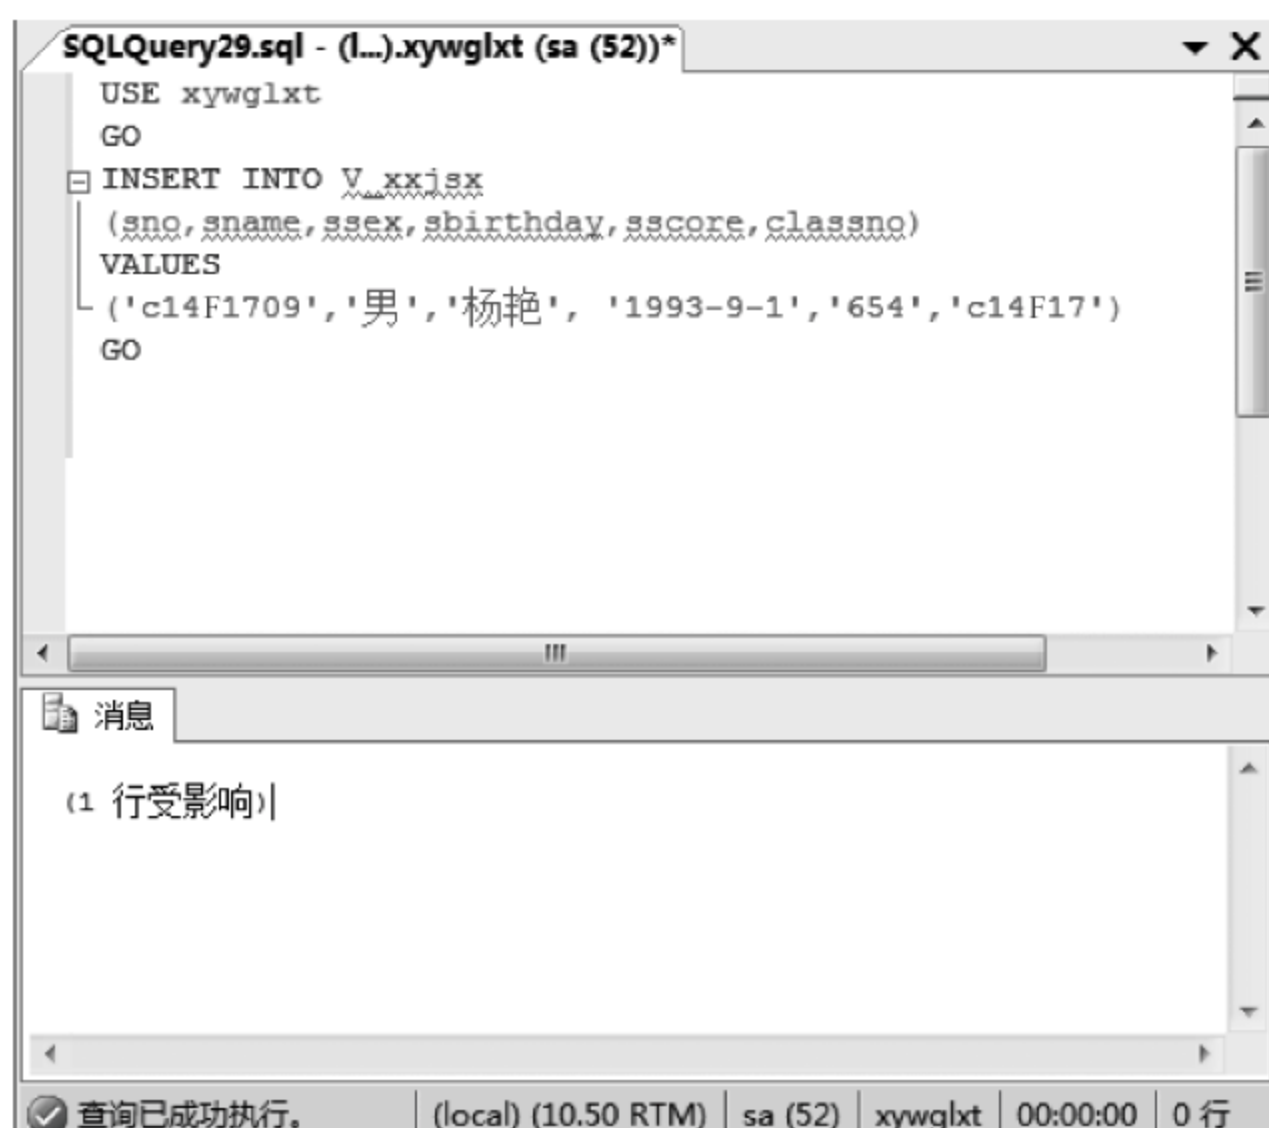 SQLQuery29.sql - (l...).xywglxt (sa (52))*
USE xywglxt
GO
INSERT INTO V_xxjsx
(sno,sname,ssex,sbirthday,sscore,classno)
VALUES
('c14F1709','男','杨艳', '1993-9-1','654','c14F17')
GO
消息
(1 行受影响)
查询已成功执行。 (local) (10.50 RTM) sa (52) xywglxt 00:00:00 0 行